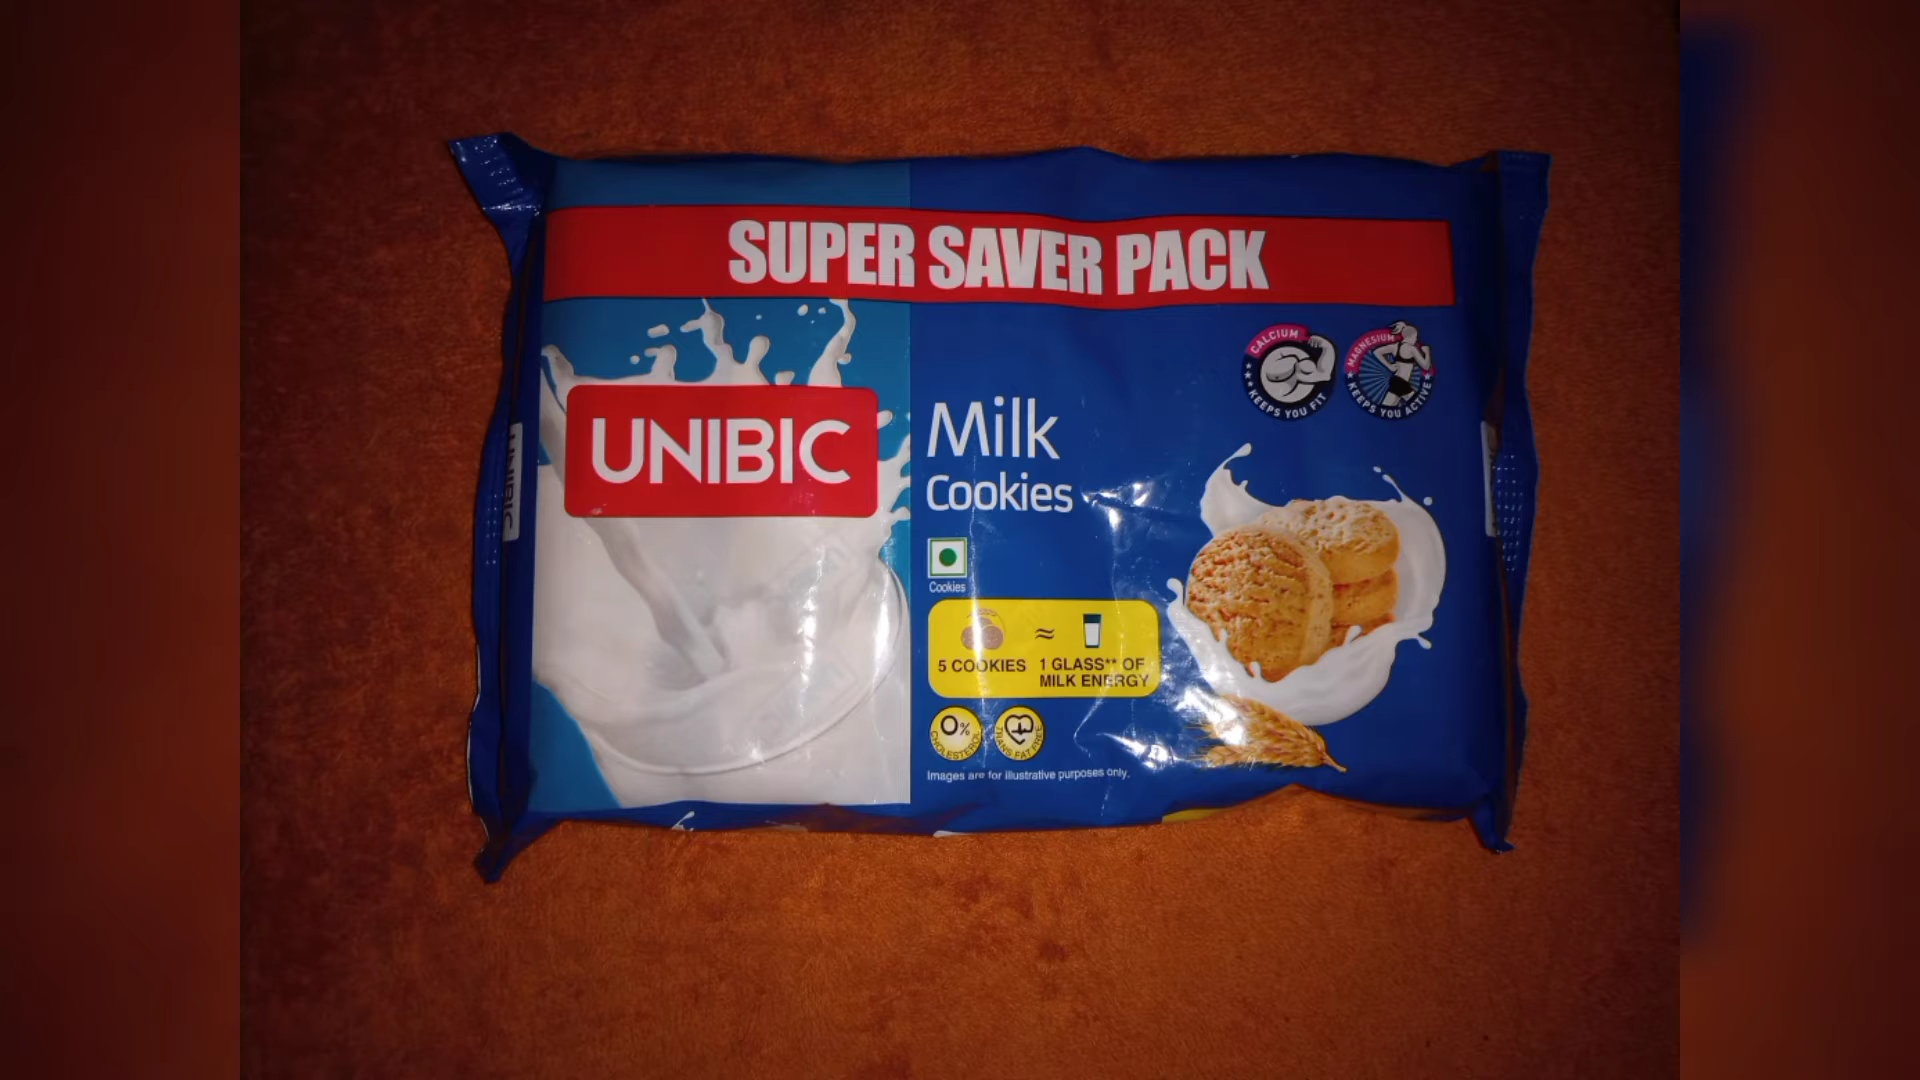 SUPER SAVER PACK
UNIBIC
Milk
Cookies
CALCIUM
KEEPS YOU FIT
MAGNESIUM
KEEPS YOU ACTIVE
Cookies
≈
5 COOKIES
1 GLASS** OF
MILK ENERGY
0%
CHOLESTEROL
TRANS FAT FREE
Images are for illustrative purposes only.
UNIBIC